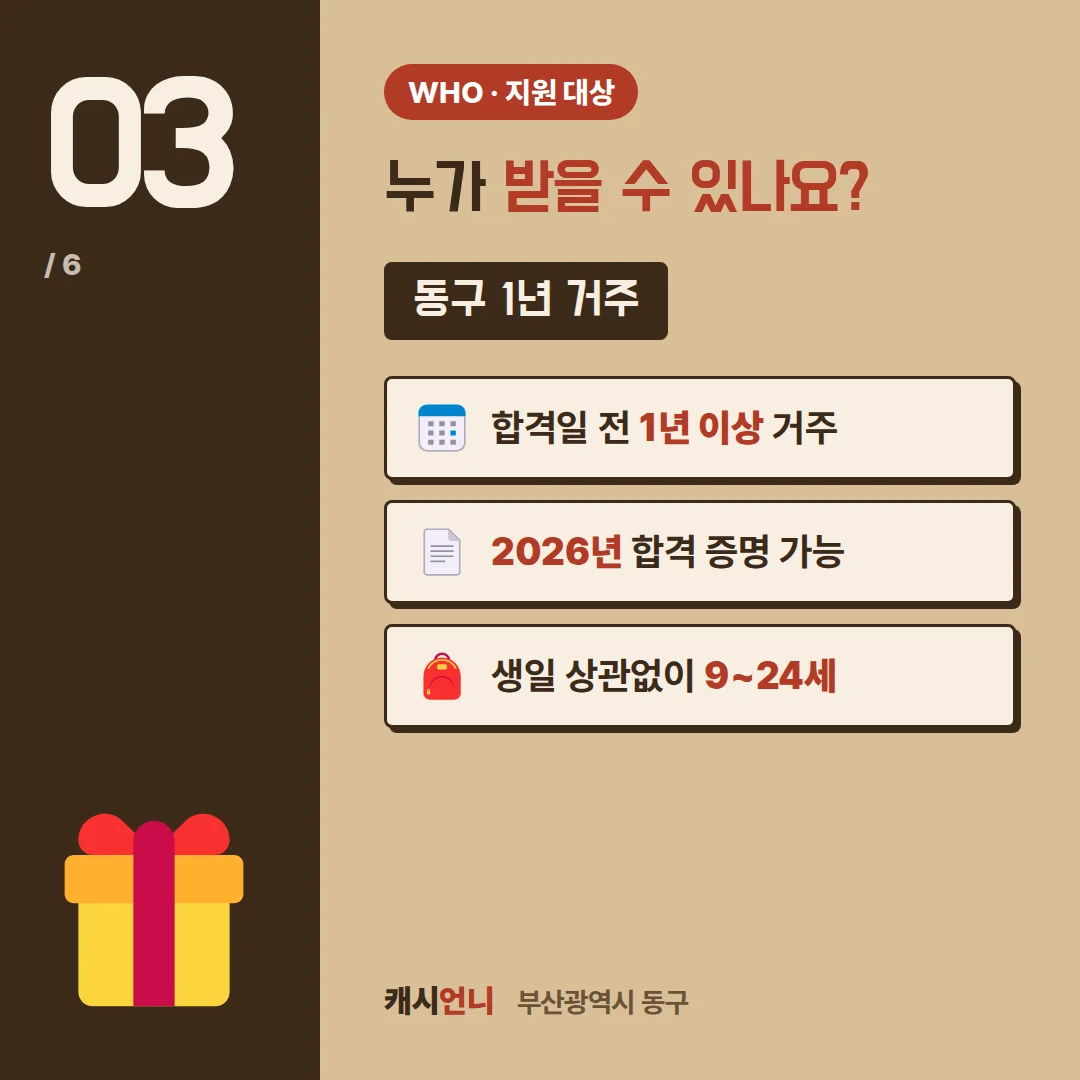 03
/ 6
WHO · 지원 대상
누가 받을 수 있나요?
동구 1년 거주
합격일 전 1년 이상 거주
2026년 합격 증명 가능
생일 상관없이 9~24세
캐시언니 부산광역시 동구